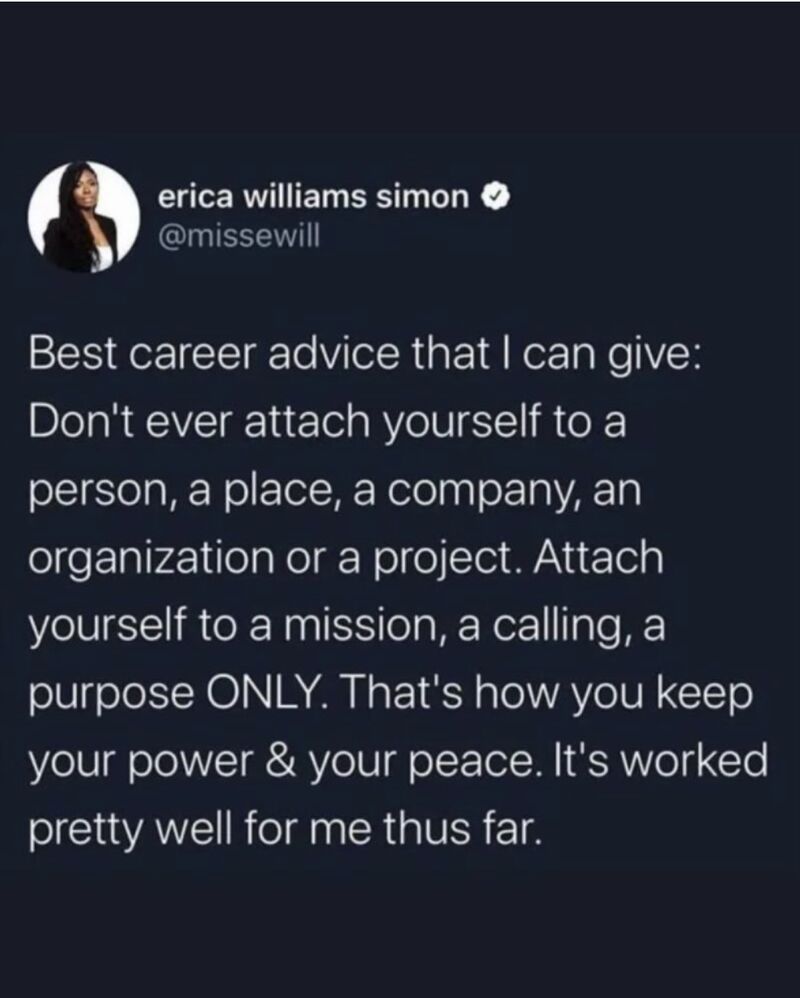 erica williams simon
@missewill
Best career advice that I can give:
Don't ever attach yourself to a
person, a place, a company, an
organization or a project. Attach
yourself to a mission, a calling, a
purpose ONLY. That's how you keep
your power & your peace. It's worked
pretty well for me thus far.